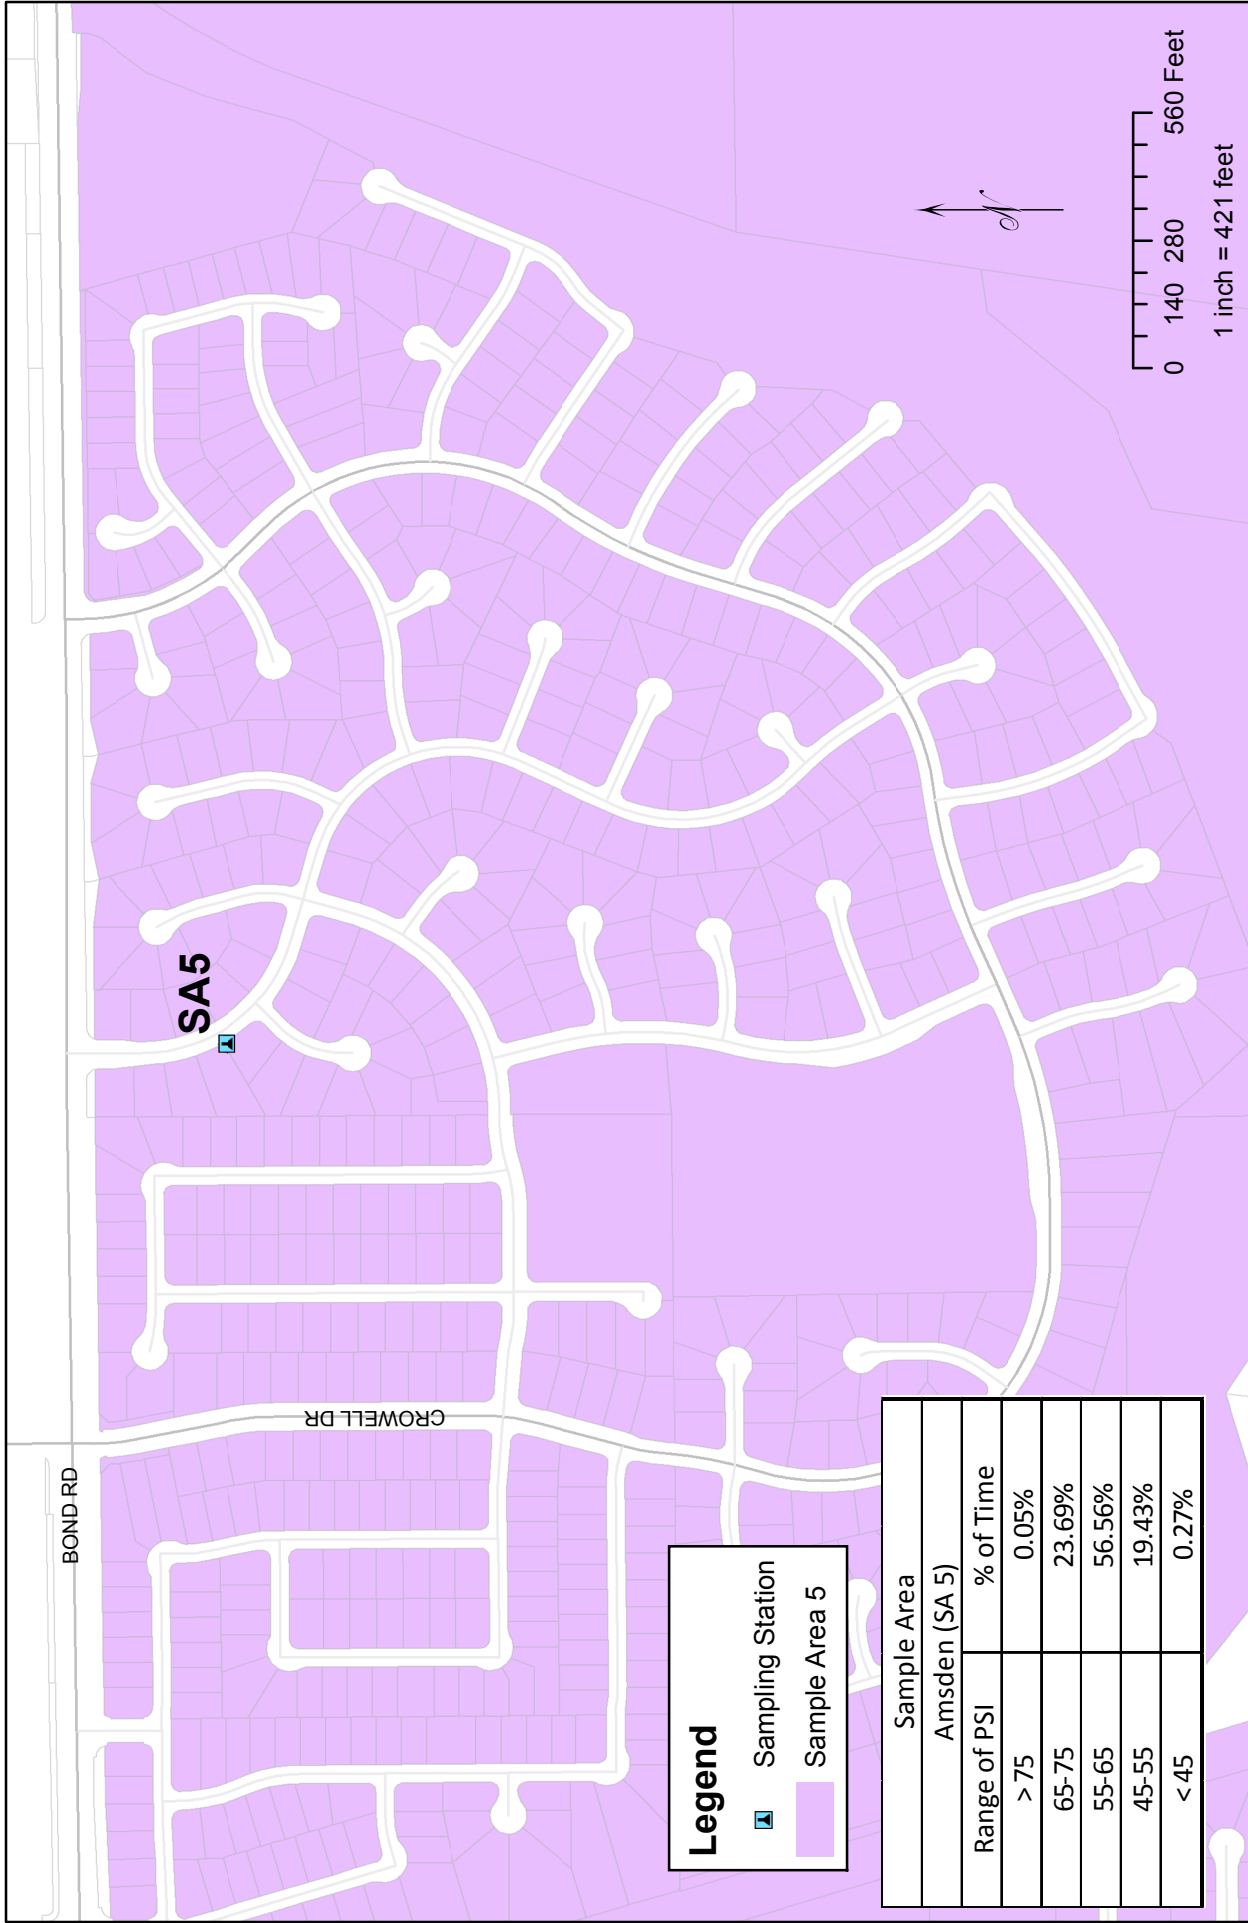 BOND RD
CROWELL DR
SA5
Legend
Sampling Station
Sample Area 5
Sample Area
Amsden (SA 5)
Range of PSI % of Time
> 75 0.05%
65-75 23.69%
55-65 56.56%
45-55 19.43%
< 45 0.27%
N
0 140 280 560 Feet
1 inch = 421 feet